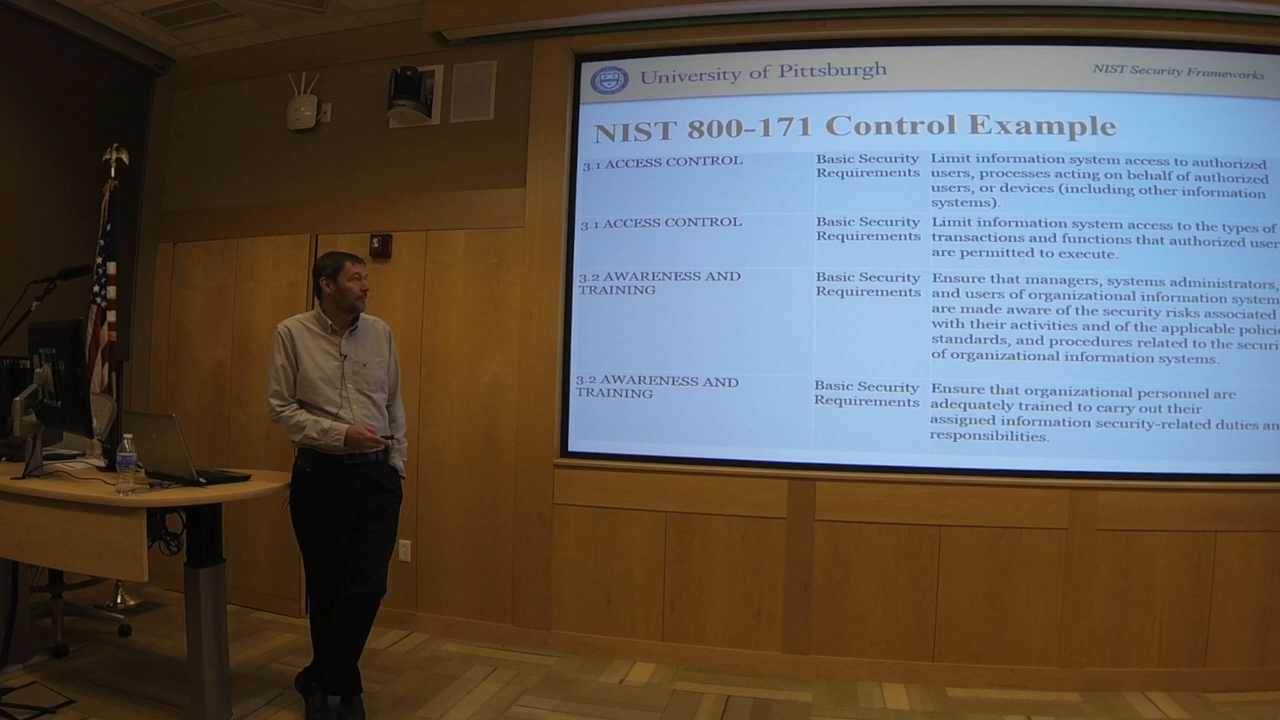 University of Pittsburgh
NIST Security Frameworks
NIST 800-171 Control Example
3.1 ACCESS CONTROL
Basic Security
Requirements
Limit information system access to authorized
users, processes acting on behalf of authorized
users, or devices (including other information
systems).
3.1 ACCESS CONTROL
Basic Security
Requirements
Limit information system access to the types of
transactions and functions that authorized user
are permitted to execute.
3.2 AWARENESS AND
TRAINING
Basic Security
Requirements
Ensure that managers, systems administrators,
and users of organizational information system
are made aware of the security risks associated
with their activities and of the applicable polici
standards, and procedures related to the securi
of organizational information systems.
3.2 AWARENESS AND
TRAINING
Basic Security
Requirements
Ensure that organizational personnel are
adequately trained to carry out their
assigned information security-related duties an
responsibilities.